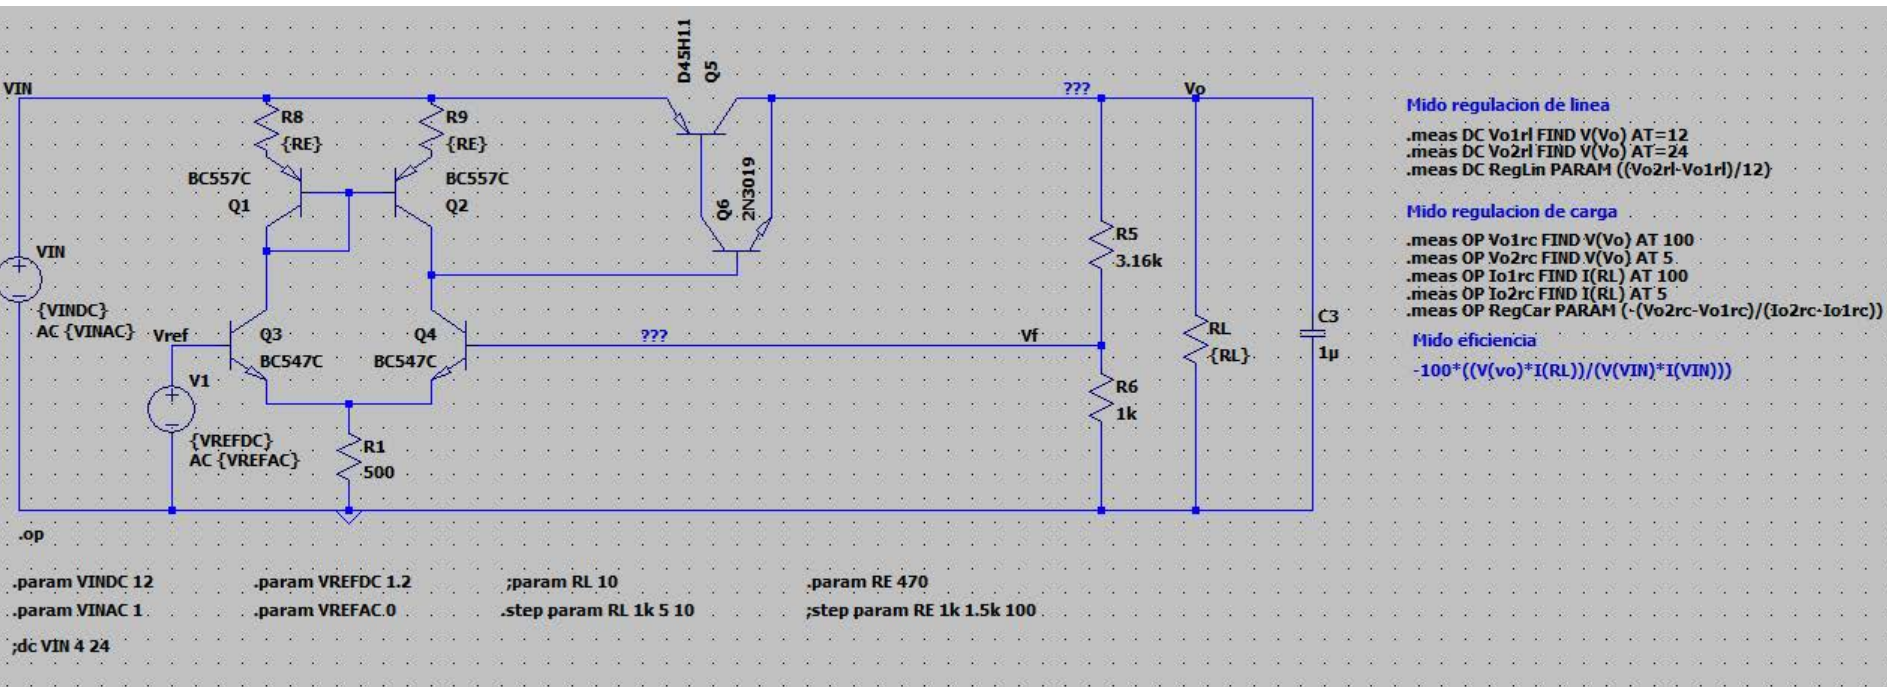 D45H11
Q5
VIN
???
Vo
R8
{RE}
R9
{RE}
BC557C
Q1
BC557C
Q2
Q6
2N3019
R5
3.16k
VIN
{VINDC}
AC {VINAC}
Vref
Q3
BC547C
Q4
BC547C
???
Vf
RL
{RL}
C3
1µ
V1
{VREFDC}
AC {VREFAC}
R1
500
R6
1k
Mido regulacion de linea
.meas DC Vo1rl FIND V(Vo) AT=12
.meas DC Vo2rl FIND V(Vo) AT=24
.meas DC RegLin PARAM ((Vo2rl-Vo1rl)/12)
Mido regulacion de carga
.meas OP Vo1rc FIND V(Vo) AT 100
.meas OP Vo2rc FIND V(Vo) AT 5
.meas OP Io1rc FIND I(RL) AT 100
.meas OP Io2rc FIND I(RL) AT 5
.meas OP RegCar PARAM (-(Vo2rc-Vo1rc)/(Io2rc-Io1rc))
Mido eficiencia
-100*((V(vo)*I(RL))/(V(VIN)*I(VIN)))
.op
.param VINDC 12
.param VREFDC 1.2
;param RL 10
.param RE 470
.param VINAC 1
.param VREFAC 0
.step param RL 1k 5 10
;step param RE 1k 1.5k 100
;dc VIN 4 24